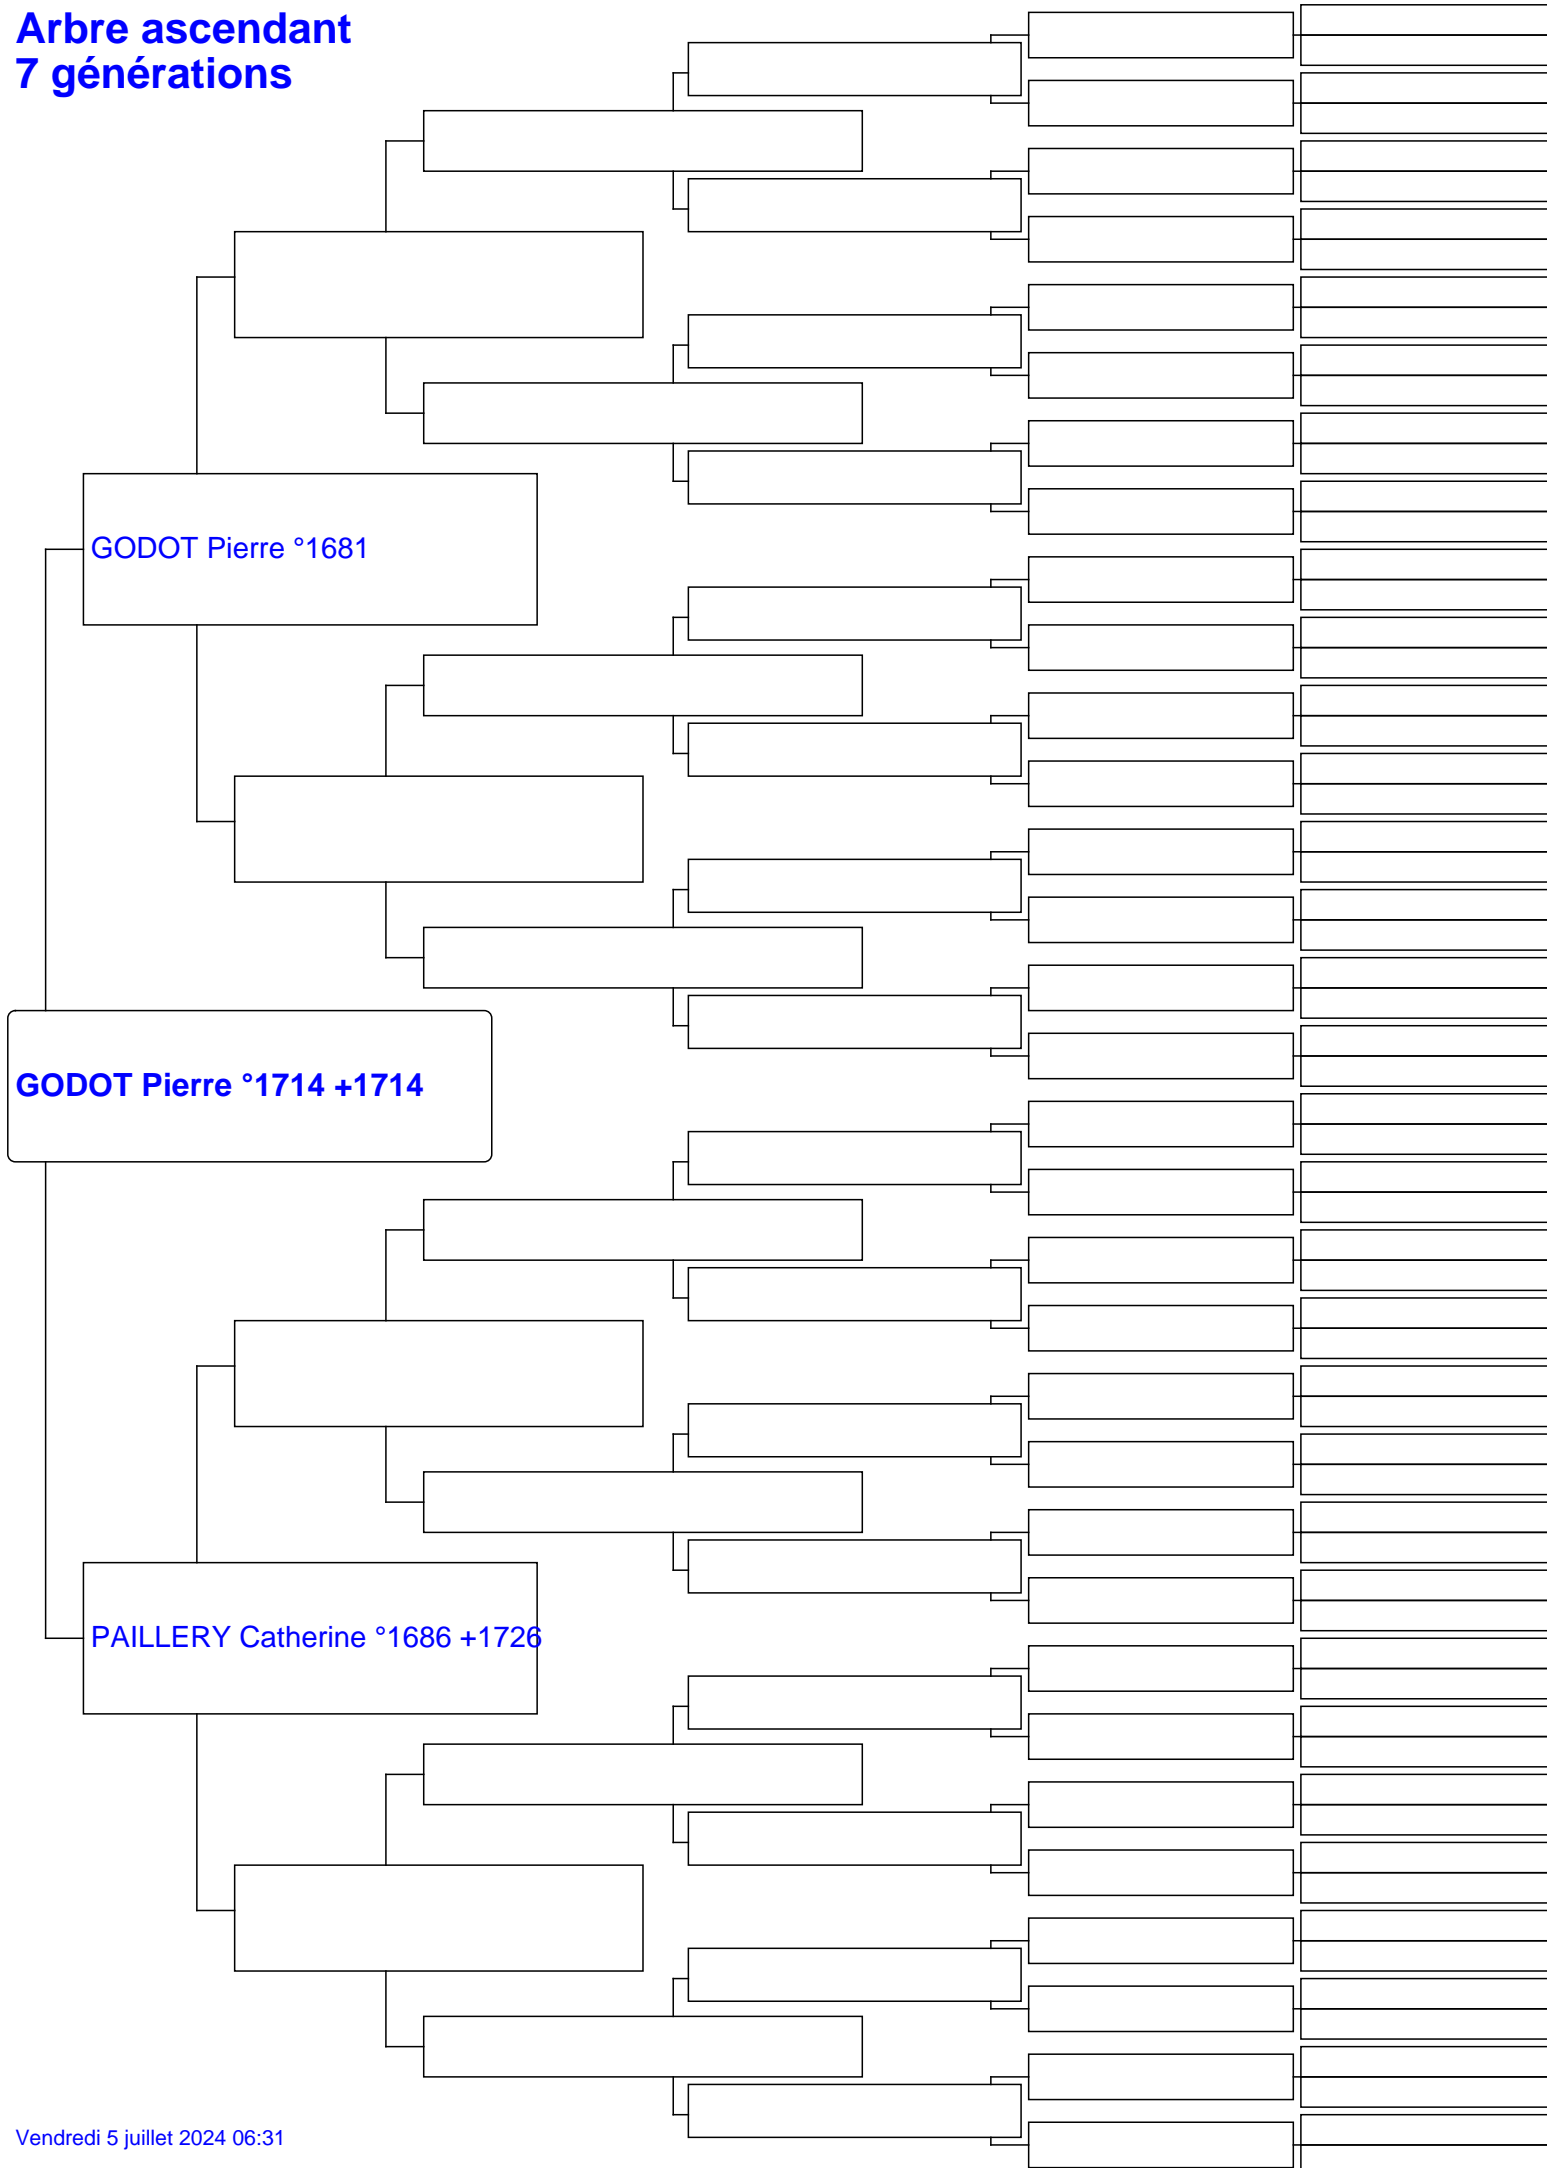 Arbre ascendant
7 générations
GODOT Pierre °1681
GODOT Pierre °1714 +1714
PAILLERY Catherine °1686 +1726
Vendredi 5 juillet 2024 06:31